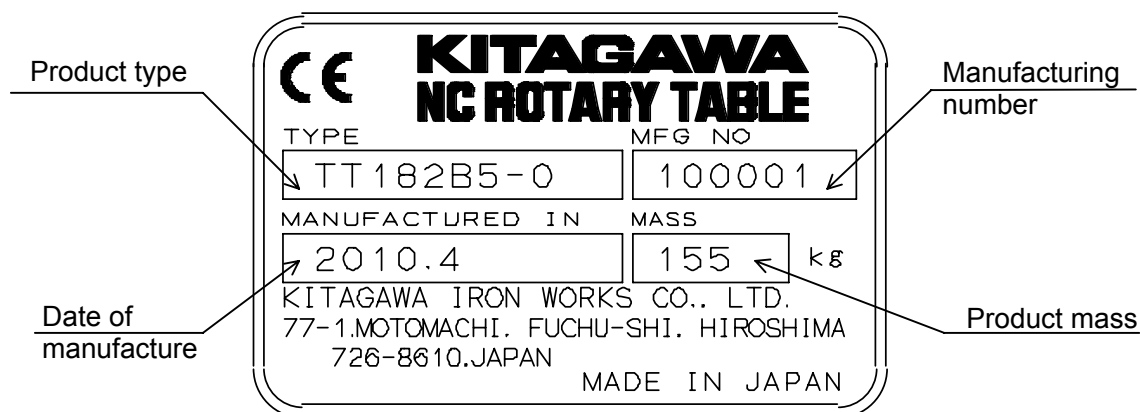 Product type
CE KITAGAWA
NC ROTARY TABLE
Manufacturing
number
TYPE MFG NO
TT182B5-0 100001
MANUFACTURED IN MASS
2010.4 155 kg
KITAGAWA IRON WORKS CO., LTD.
77-1.MOTOMACHI. FUCHU-SHI. HIROSHIMA
726-8610.JAPAN
MADE IN JAPAN
Date of
manufacture
Product mass